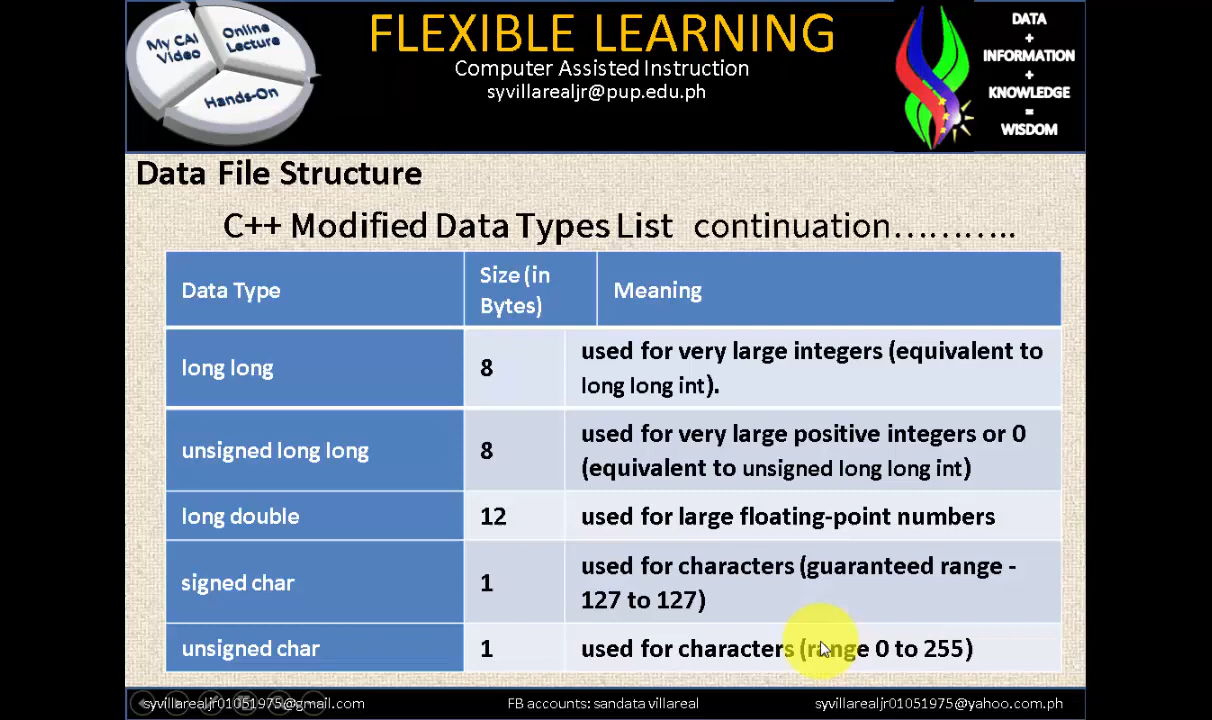 My CAI
Video
Online
Lecture
Hands-On
FLEXIBLE LEARNING
Computer Assisted Instruction
syvillarealjr@pup.edu.ph
DATA
+
INFORMATION
+
KNOWLEDGE
=
WISDOM
Data File Structure
C++ Modified Data Types List continuation………..
Data Type
Size (in
Bytes)
Meaning
long long
8
used for very large integers (equivalent to
long long int).
unsigned long long
8
used for very large positive integers or 0
(equivalent to unsigned long long int)
long double
12
used for large floating-point numbers
signed char
1
used for characters (guaranteed range -
127 to 127)
unsigned char
1
used for characters (range 0 to 255)
syvillarealjr01051975@gmail.com
FB accounts: sandata villareal
syvillarealjr01051975@yahoo.com.ph